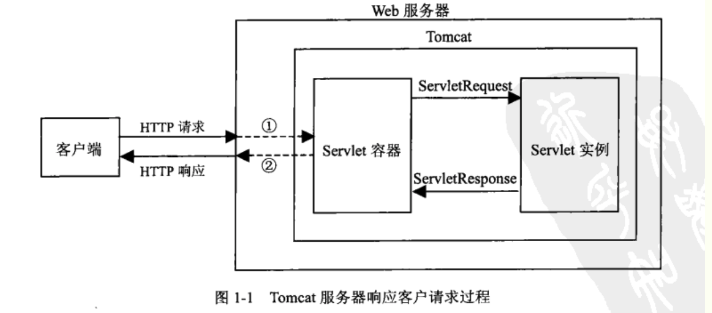 Web 服务器
Tomcat
ServletRequest
HTTP 请求
①
客户端
Servlet 容器
Servlet 实例
②
HTTP 响应
ServletResponse
图 1-1 Tomcat 服务器响应客户请求过程